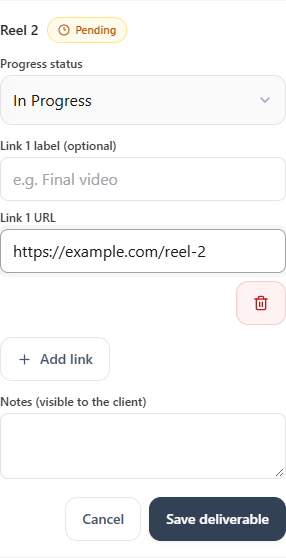 Reel 2
Pending
Progress status
In Progress
Link 1 label (optional)
e.g. Final video
Link 1 URL
https://example.com/reel-2
Add link
Notes (visible to the client)
Cancel
Save deliverable